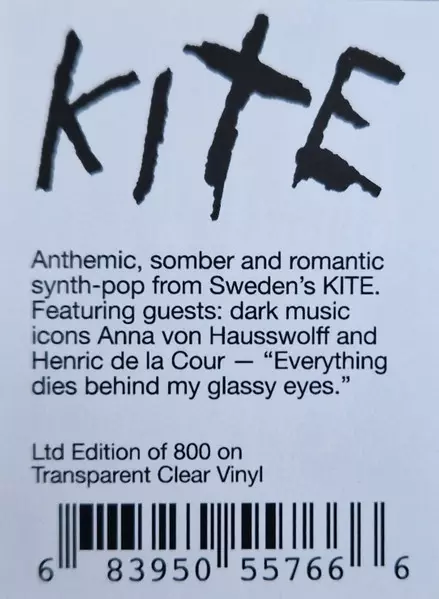 KITE
Anthemic, somber and romantic
synth-pop from Sweden's KITE.
Featuring guests: dark music
icons Anna von Hausswolff and
Henric de la Cour — “Everything
dies behind my glassy eyes.”
Ltd Edition of 800 on
Transparent Clear Vinyl
6 83950 55766 6